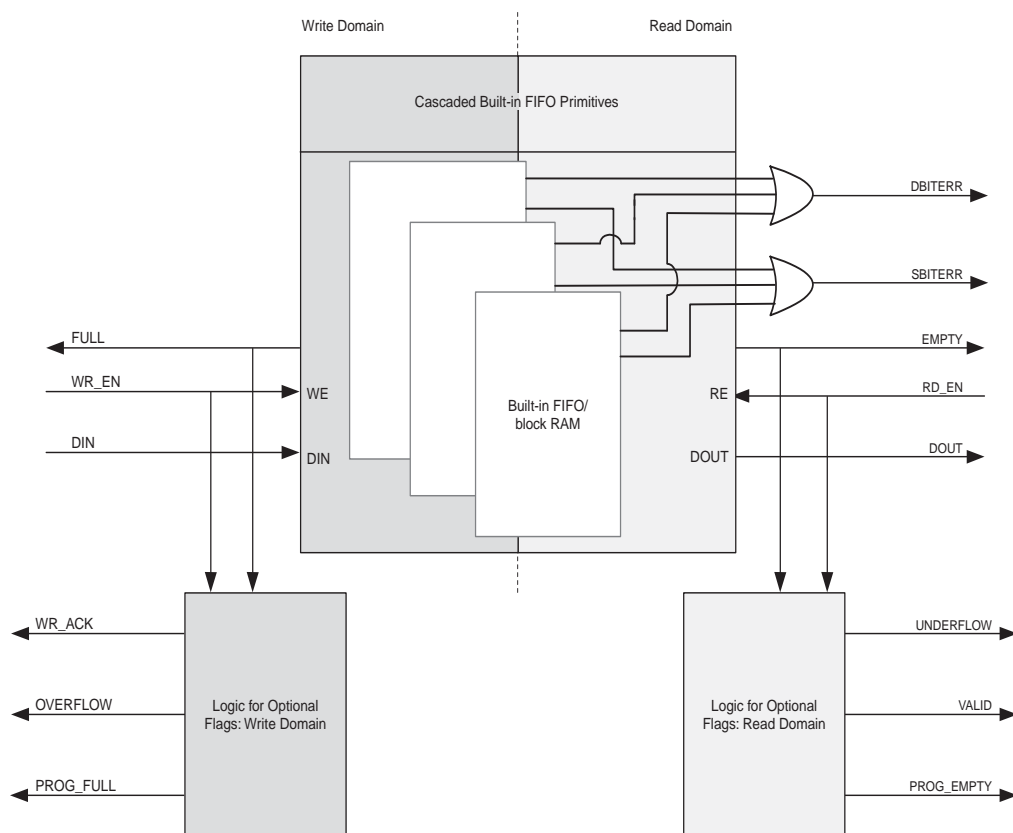 Write Domain
Read Domain
Cascaded Built-in FIFO Primitives
DBITERR
SBITERR
FULL
EMPTY
WR_EN
WE
RE
RD_EN
Built-in FIFO/
block RAM
DIN
DIN
DOUT
DOUT
WR_ACK
UNDERFLOW
OVERFLOW
Logic for Optional
Flags: Write Domain
Logic for Optional
Flags: Read Domain
VALID
PROG_FULL
PROG_EMPTY